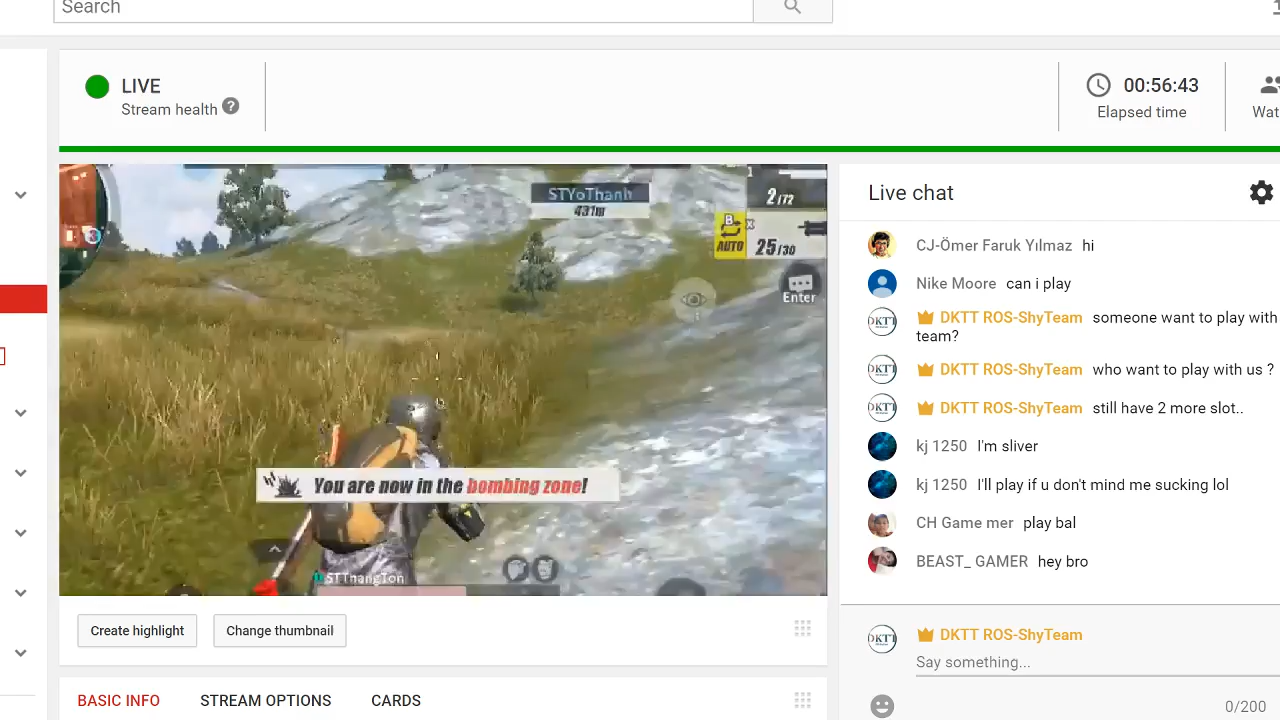 Search
LIVE
Stream health ?
00:56:43
Elapsed time
Wat
STYoThanh
431m
1
2/72
B
X
AUTO
25/30
Enter
You are now in the bombing zone!
STThangIon
Create highlight
Change thumbnail
BASIC INFO STREAM OPTIONS CARDS
Live chat
CJ-Ömer Faruk Yılmaz hi
Nike Moore can i play
DKTT ROS-ShyTeam someone want to play with
team?
DKTT ROS-ShyTeam who want to play with us ?
DKTT ROS-ShyTeam still have 2 more slot..
kj 1250 I'm sliver
kj 1250 I'll play if u don't mind me sucking lol
CH Game mer play bal
BEAST_ GAMER hey bro
DKTT
DKTT ROS-ShyTeam
Say something...
0/200